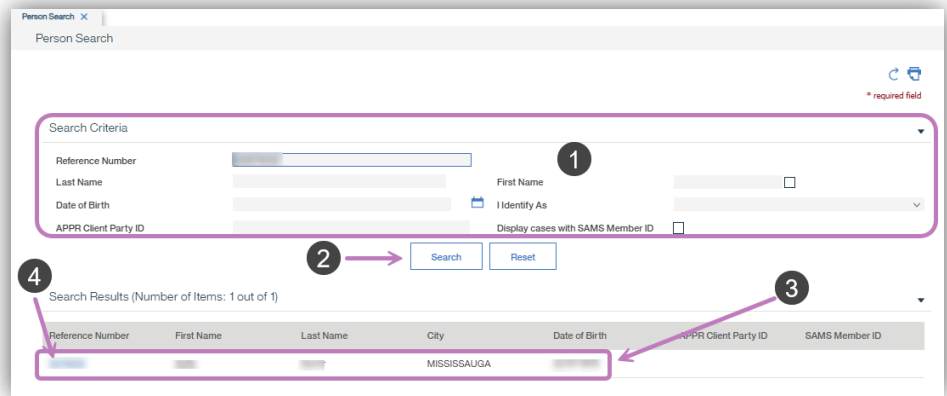 Person Search
Person Search
* required field
Search Criteria
Reference Number
1
Last Name First Name
Date of Birth I Identify As
APPR Client Party ID Display cases with SAMS Member ID
2 Search Reset
4 3
Search Results (Number of Items: 1 out of 1)
Reference Number First Name Last Name City Date of Birth APPR Client Party ID SAMS Member ID
MISSISSAUGA